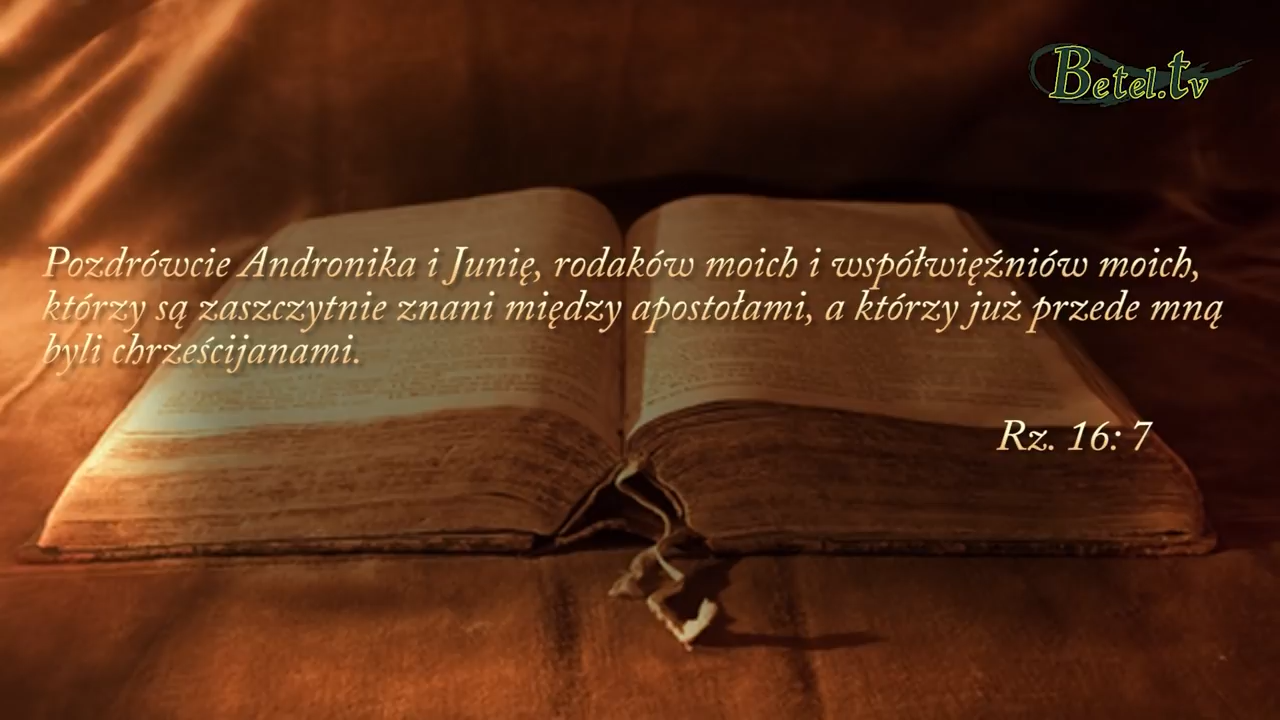 Betel.tv
Pozdrówcie Andronika i Junię, rodaków moich i współwięźniów moich,
którzy są zaszczytnie znani między apostołami, a którzy już przede mną
byli chrześcijanami.
Rz. 16: 7